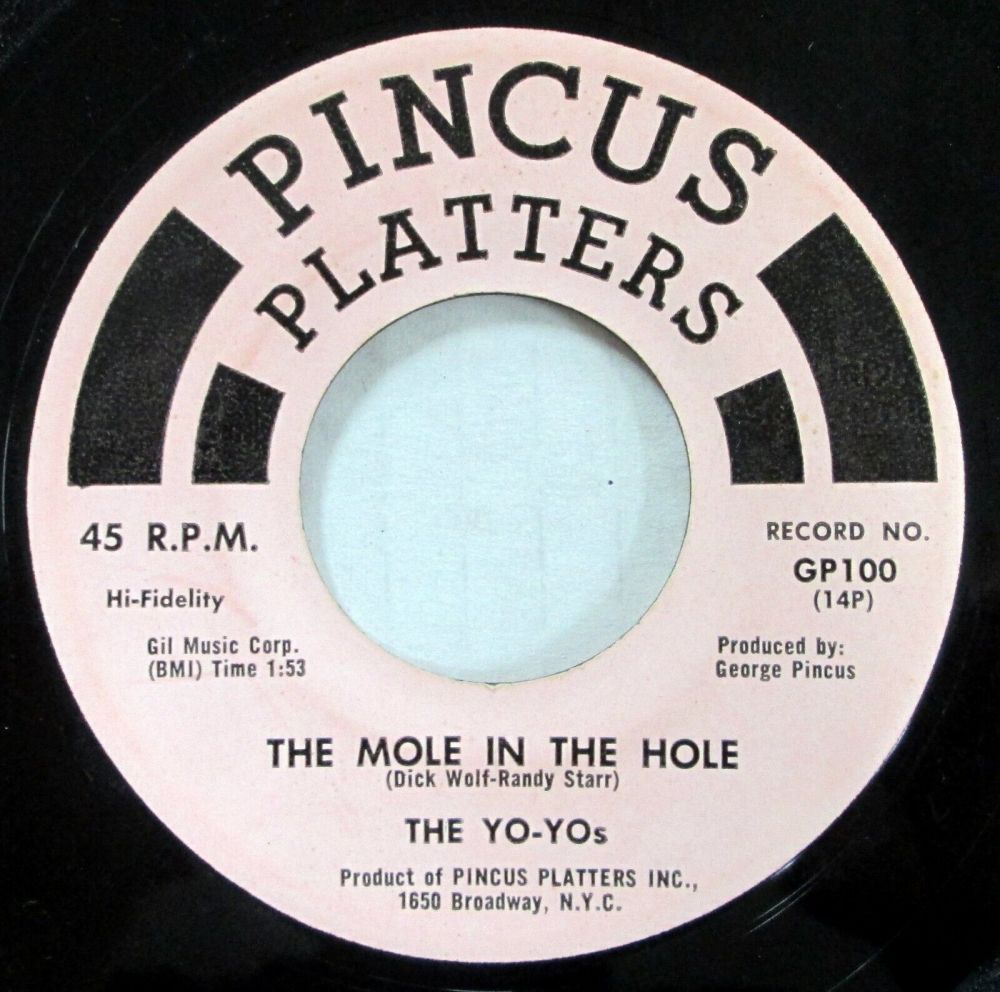 PINCUS
PLATTERS
45 R.P.M.
Hi-Fidelity
Gil Music Corp.
(BMI) Time 1:53
RECORD NO.
GP100
(14P)
Produced by:
George Pincus
THE MOLE IN THE HOLE
(Dick Wolf-Randy Starr)
THE YO-YOs
Product of PINCUS PLATTERS INC.,
1650 Broadway, N.Y.C.